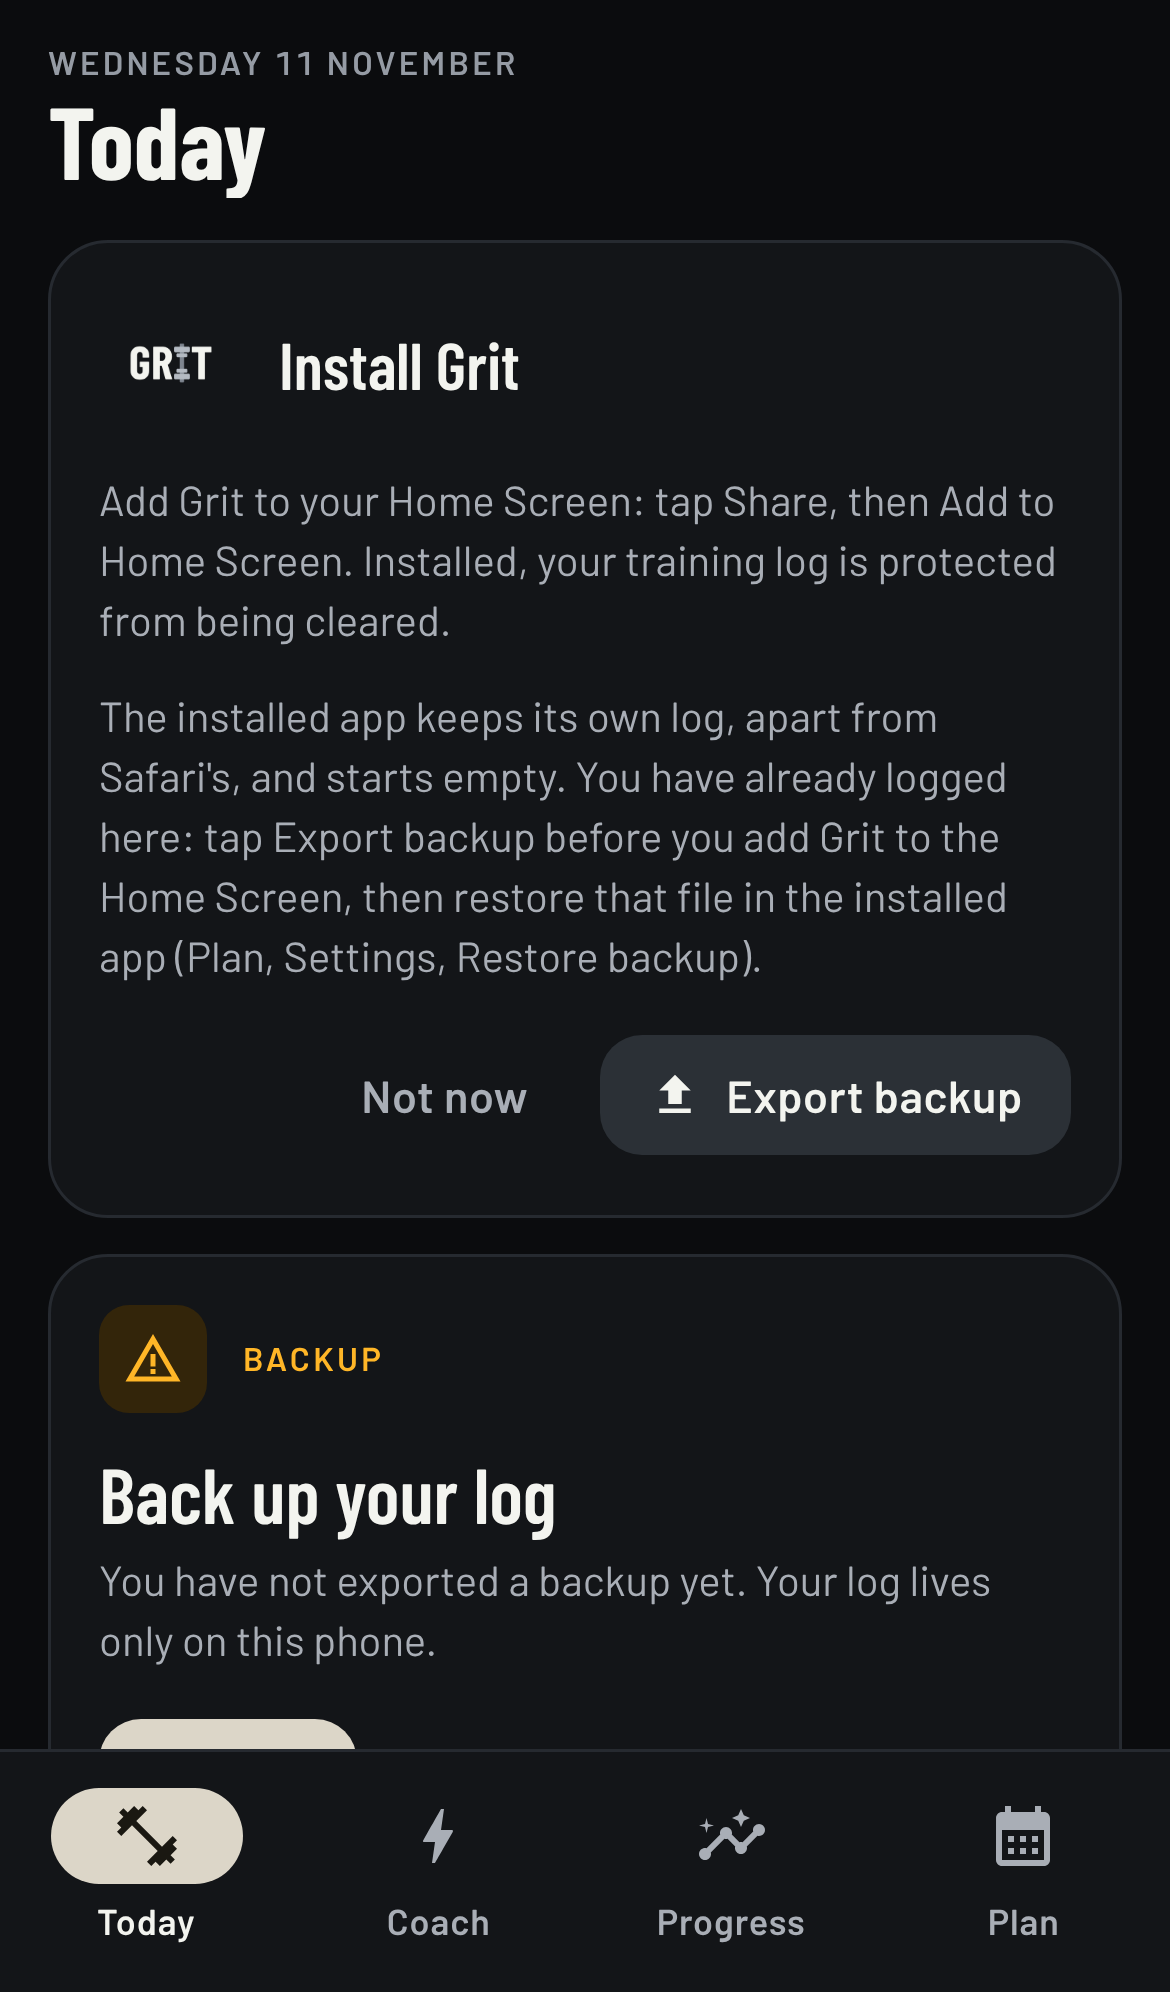 WEDNESDAY 11 NOVEMBER
Today
GRIT
Install Grit
Add Grit to your Home Screen: tap Share, then Add to
Home Screen. Installed, your training log is protected
from being cleared.
The installed app keeps its own log, apart from
Safari's, and starts empty. You have already logged
here: tap Export backup before you add Grit to the
Home Screen, then restore that file in the installed
app (Plan, Settings, Restore backup).
Not now
Export backup
BACKUP
Back up your log
You have not exported a backup yet. Your log lives
only on this phone.
Today
Coach
Progress
Plan